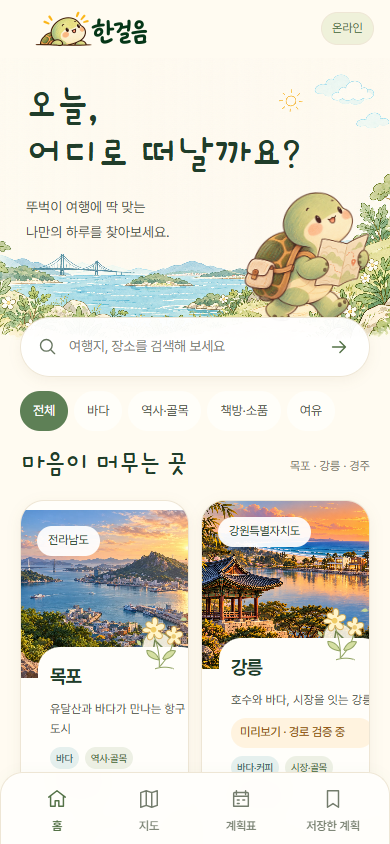 한걸음
온라인
오늘,
어디로 떠날까요?
뚜벅이 여행에 딱 맞는
나만의 하루를 찾아보세요.
여행지, 장소를 검색해 보세요
전체
바다
역사·골목
책방·소품
여유
마음이 머무는 곳
목포 · 강릉 · 경주
전라남도
목포
유달산과 바다가 만나는 항구
도시
바다
역사·골목
강원특별자치도
강릉
호수와 바다, 시장을 잇는 강릉
미리보기 · 경로 검증 중
바다·커피
시장·골목
홈
지도
계획표
저장한 계획